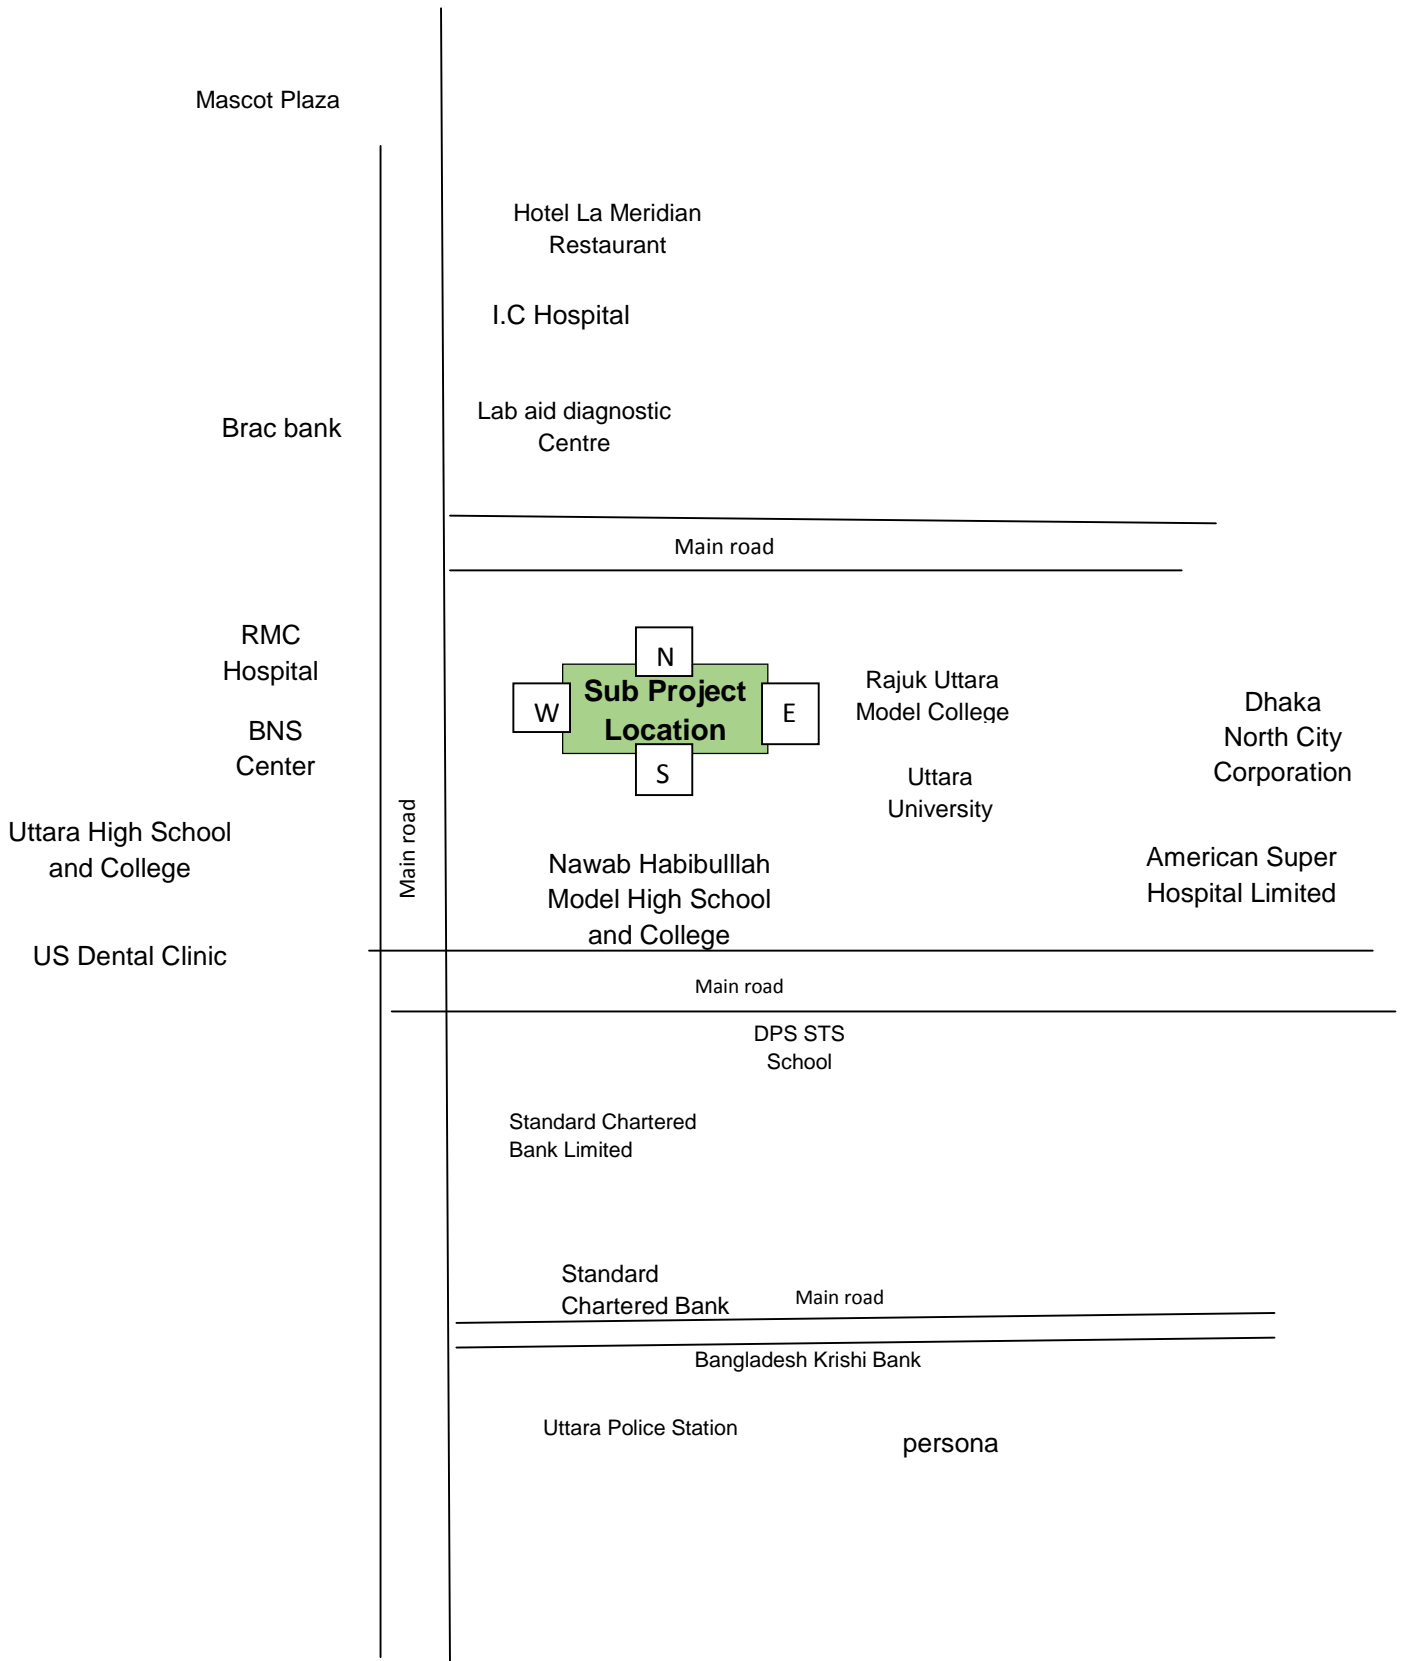 Mascot Plaza
Hotel La Meridian
Restaurant
I.C Hospital
Lab aid diagnostic
Centre
Brac bank
Main road
RMC
Hospital
N
Sub Project
Location
W
E
S
Rajuk Uttara
Model College
Dhaka
North City
Corporation
BNS
Center
Uttara
University
Uttara High School
and College
Main road
Nawab Habibulllah
Model High School
and College
American Super
Hospital Limited
US Dental Clinic
Main road
DPS STS
School
Standard Chartered
Bank Limited
Standard
Chartered Bank
Main road
Bangladesh Krishi Bank
Uttara Police Station
persona